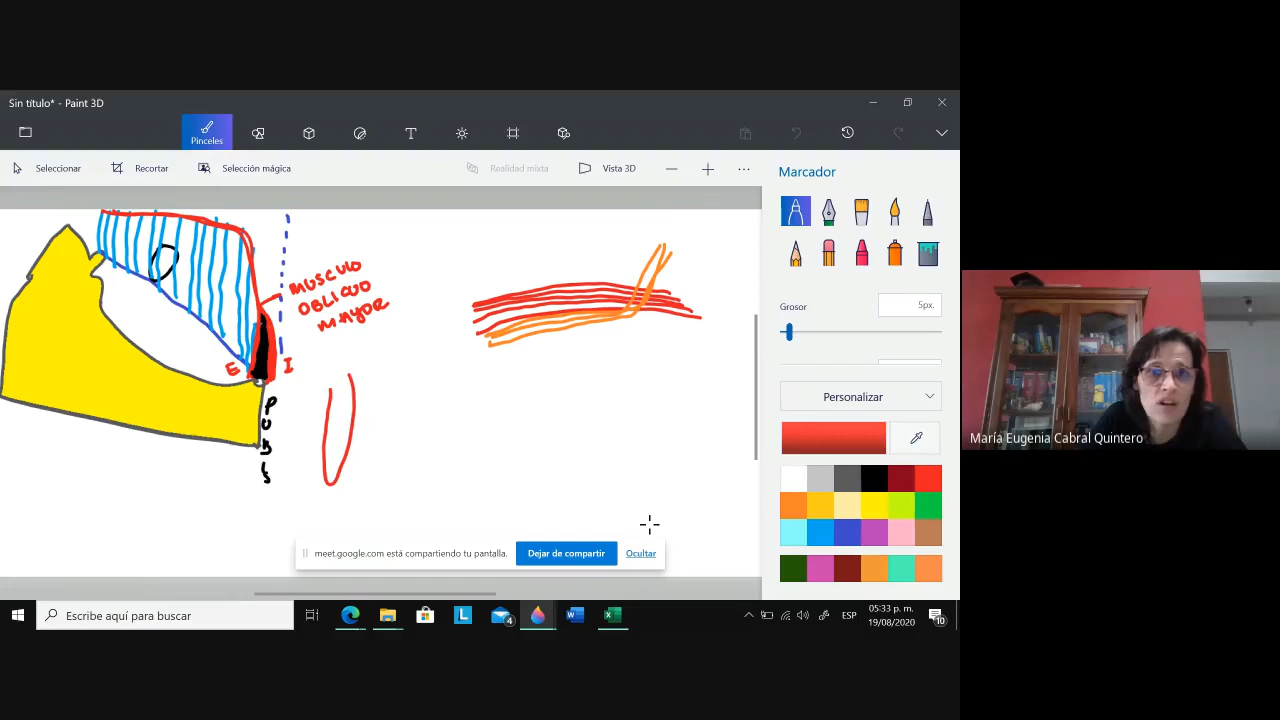 Sin título* - Paint 3D
Pinceles
Seleccionar
Recortar
Selección mágica
Realidad mixta
Vista 3D
Marcador
Grosor
5px.
Personalizar
MUSCULO
OBLICUO
MAYOR
E
I
P
U
B
I
S
meet.google.com está compartiendo tu pantalla.
Dejar de compartir
Ocultar
María Eugenia Cabral Quintero
Escribe aquí para buscar
L
4
W
X
ESP
05:33 p. m.
19/08/2020
10